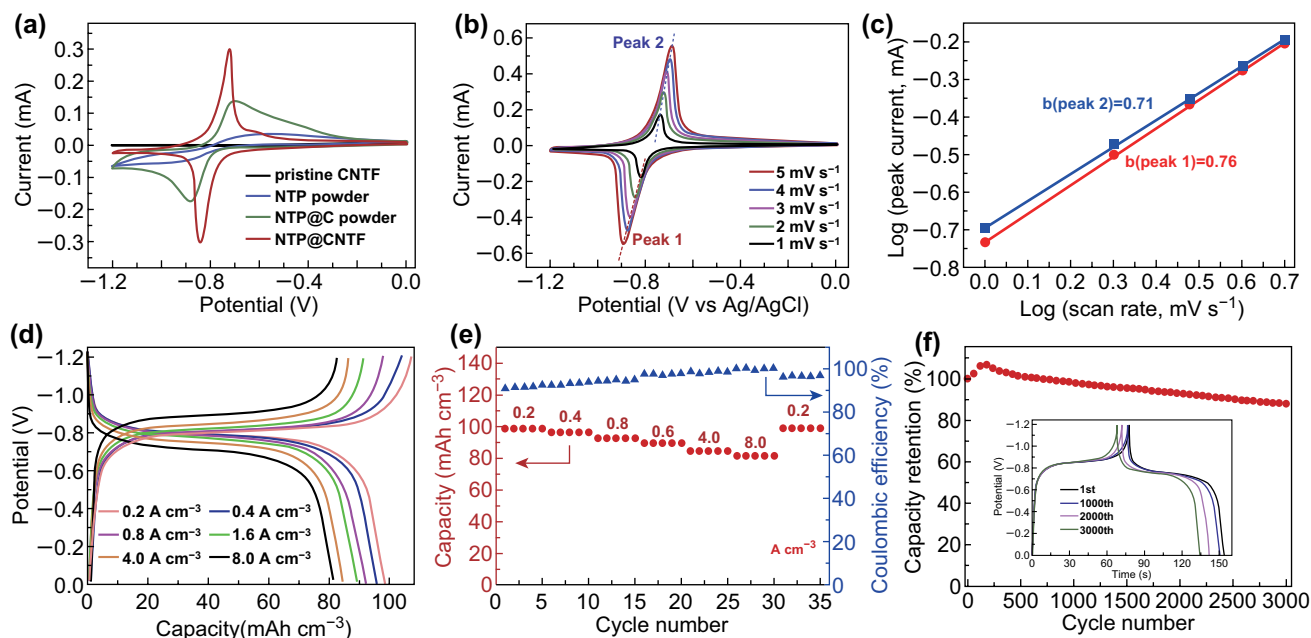 (a)
Current (mA)
0.3
0.2
0.1
0.0
−0.1
−0.2
−0.3
pristine CNTF
NTP powder
NTP@C powder
NTP@CNTF
−1.2
−0.8
−0.4
0.0
Potential (V)
(b)
Current (mA)
0.6
0.4
0.2
0.0
−0.2
−0.4
−0.6
Peak 2
Peak 1
5 mV s⁻¹
4 mV s⁻¹
3 mV s⁻¹
2 mV s⁻¹
1 mV s⁻¹
−1.2
−0.8
−0.4
0.0
Potential (V vs Ag/AgCl)
(c)
Log (peak current, mA)
−0.2
−0.3
−0.4
−0.5
−0.6
−0.7
−0.8
b(peak 2)=0.71
b(peak 1)=0.76
0.0 0.1 0.2 0.3 0.4 0.5 0.6 0.7
Log (scan rate, mV s⁻¹)
(d)
Potential (V)
−1.2
−1.0
−0.8
−0.6
−1.4
−1.2
0.0
0.2 A cm⁻³
0.4 A cm⁻³
0.8 A cm⁻³
1.6 A cm⁻³
4.0 A cm⁻³
8.0 A cm⁻³
0 20 40 60 80 100
Capacity(mAh cm⁻³)
(e)
Capacity (mAh cm⁻³)
140
120
100
80
60
40
20
0
0.2
0.4
0.8
0.6
4.0
8.0
0.2
A cm⁻³
100
80
60
40
20
0
Coulombic efficiency (%)
0 5 10 15 20 25 30 35
Cycle number
(f)
Capacity retention (%)
100
80
60
40
20
0
Potential (V)
−1.2
−1.0
−0.8
−0.6
−0.4
−0.2
0.0
1st
1000th
2000th
3000th
0 30 60 90 120 150
Time (s)
0 500 1000 1500 2000 2500 3000
Cycle number